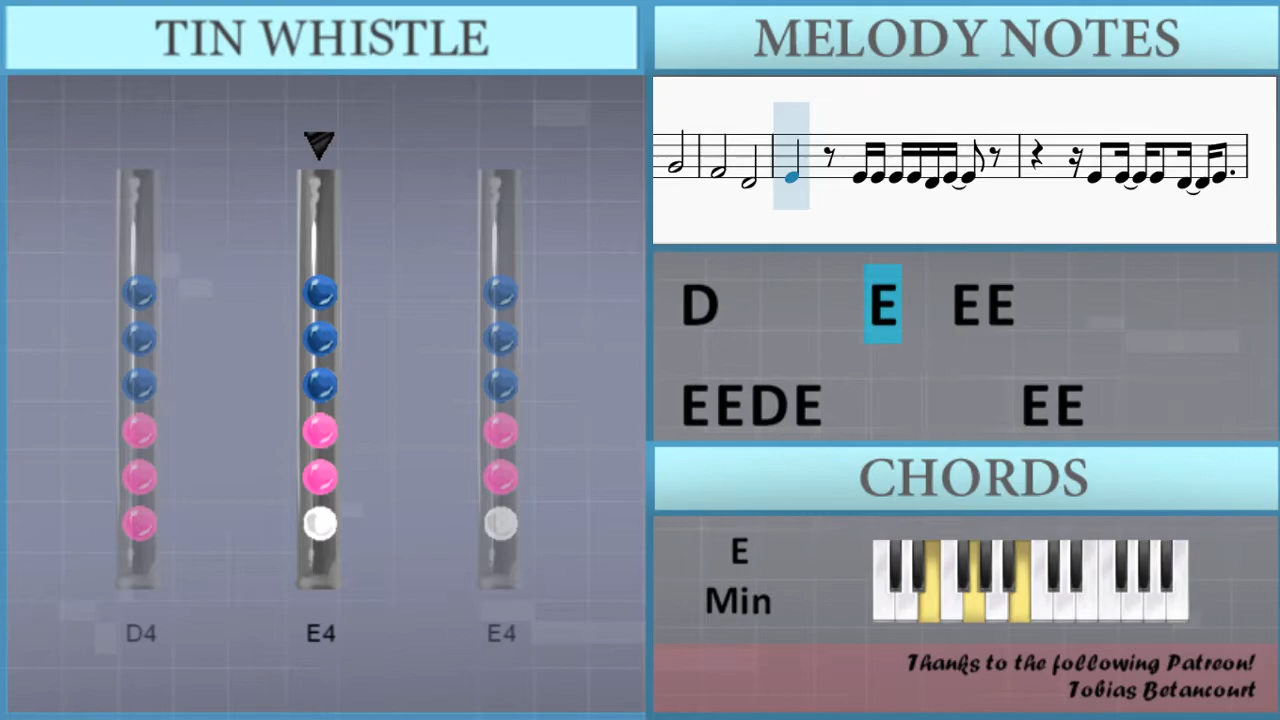 TIN WHISTLE
D4
E4
E4
MELODY NOTES
D E EE
EEDE EE
CHORDS
E
Min
Thanks to the following Patreon!
Tobias Betancourt